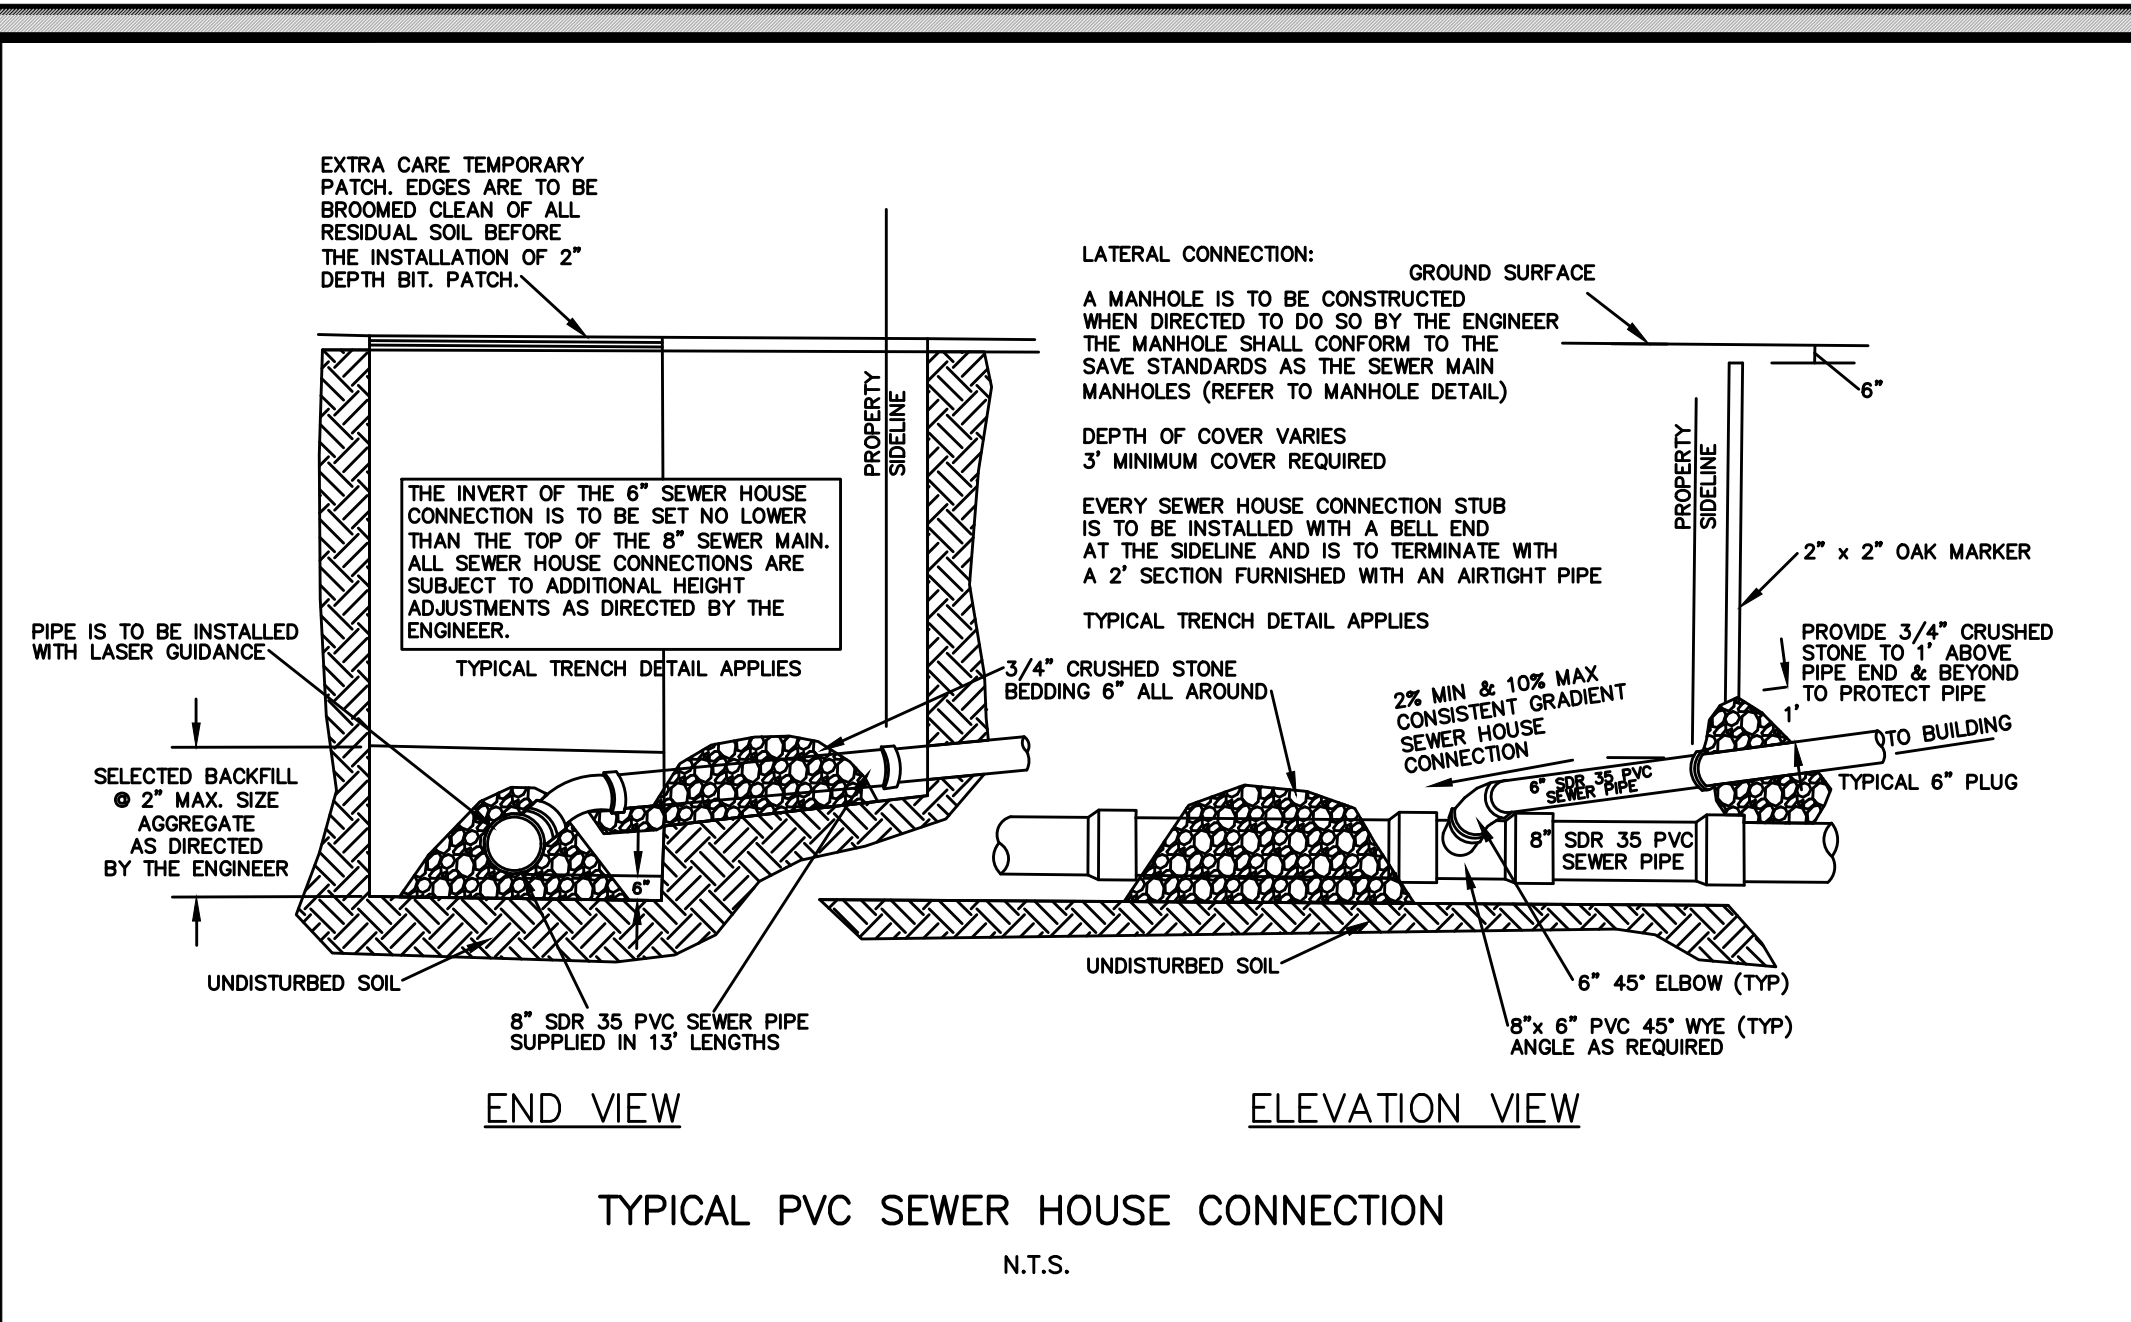 EXTRA CARE TEMPORARY
PATCH. EDGES ARE TO BE
BROOMED CLEAN OF ALL
RESIDUAL SOIL BEFORE
THE INSTALLATION OF 2"
DEPTH BIT. PATCH.
PROPERTY
SIDELINE
THE INVERT OF THE 6" SEWER HOUSE
CONNECTION IS TO BE SET NO LOWER
THAN THE TOP OF THE 8" SEWER MAIN.
ALL SEWER HOUSE CONNECTIONS ARE
SUBJECT TO ADDITIONAL HEIGHT
ADJUSTMENTS AS DIRECTED BY THE
ENGINEER.
TYPICAL TRENCH DETAIL APPLIES
PIPE IS TO BE INSTALLED
WITH LASER GUIDANCE
SELECTED BACKFILL
@ 2" MAX. SIZE
AGGREGATE
AS DIRECTED
BY THE ENGINEER
6"
UNDISTURBED SOIL
8" SDR 35 PVC SEWER PIPE
SUPPLIED IN 13' LENGTHS
3/4" CRUSHED STONE
BEDDING 6" ALL AROUND
END VIEW
LATERAL CONNECTION:
A MANHOLE IS TO BE CONSTRUCTED
WHEN DIRECTED TO DO SO BY THE ENGINEER
THE MANHOLE SHALL CONFORM TO THE
SAVE STANDARDS AS THE SEWER MAIN
MANHOLES (REFER TO MANHOLE DETAIL)
DEPTH OF COVER VARIES
3' MINIMUM COVER REQUIRED
EVERY SEWER HOUSE CONNECTION STUB
IS TO BE INSTALLED WITH A BELL END
AT THE SIDELINE AND IS TO TERMINATE WITH
A 2' SECTION FURNISHED WITH AN AIRTIGHT PIPE
TYPICAL TRENCH DETAIL APPLIES
GROUND SURFACE
6"
PROPERTY
SIDELINE
2" x 2" OAK MARKER
PROVIDE 3/4" CRUSHED
STONE TO 1' ABOVE
PIPE END & BEYOND
TO PROTECT PIPE
1'
TO BUILDING
TYPICAL 6" PLUG
2% MIN & 10% MAX
CONSISTENT GRADIENT
SEWER HOUSE
CONNECTION
6" SDR 35 PVC
SEWER PIPE
8" SDR 35 PVC
SEWER PIPE
UNDISTURBED SOIL
6" 45° ELBOW (TYP)
8"x 6" PVC 45° WYE (TYP)
ANGLE AS REQUIRED
ELEVATION VIEW
TYPICAL PVC SEWER HOUSE CONNECTION
N.T.S.